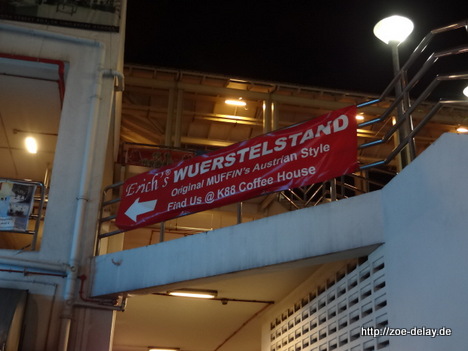 Erich's WUERSTELSTAND
Original MUFFIN's Austrian Style
Find Us @ K88 Coffee House
http://zoe-delay.de